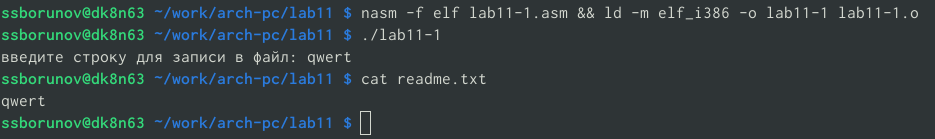 ssborunov@dk8n63 ~/work/arch-pc/lab11 $ nasm -f elf lab11-1.asm && ld -m elf_i386 -o lab11-1 lab11-1.o
ssborunov@dk8n63 ~/work/arch-pc/lab11 $ ./lab11-1
введите строку для записи в файл: qwert
ssborunov@dk8n63 ~/work/arch-pc/lab11 $ cat readme.txt
qwert
ssborunov@dk8n63 ~/work/arch-pc/lab11 $